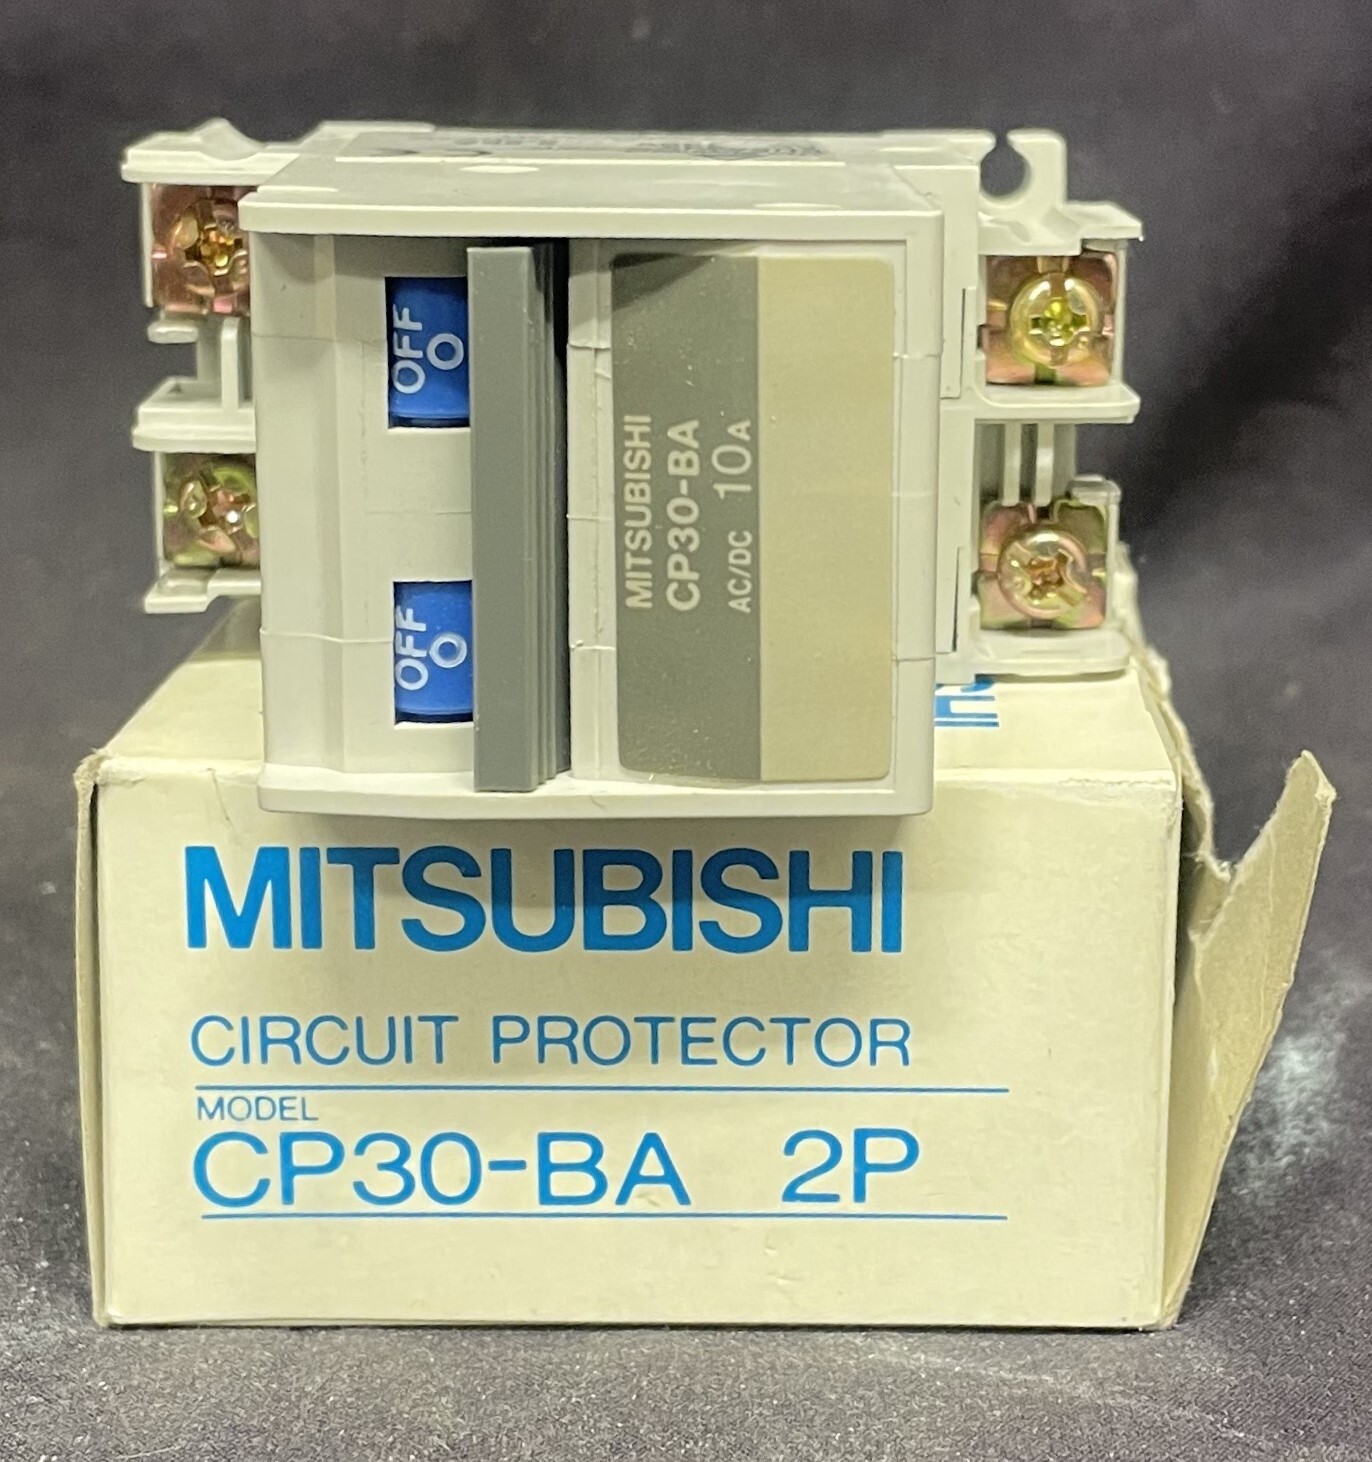 OFF
OFF
MITSUBISHI
CP30-BA
AC/DC 10A
MITSUBISHI
CIRCUIT PROTECTOR
MODEL
CP30-BA 2P